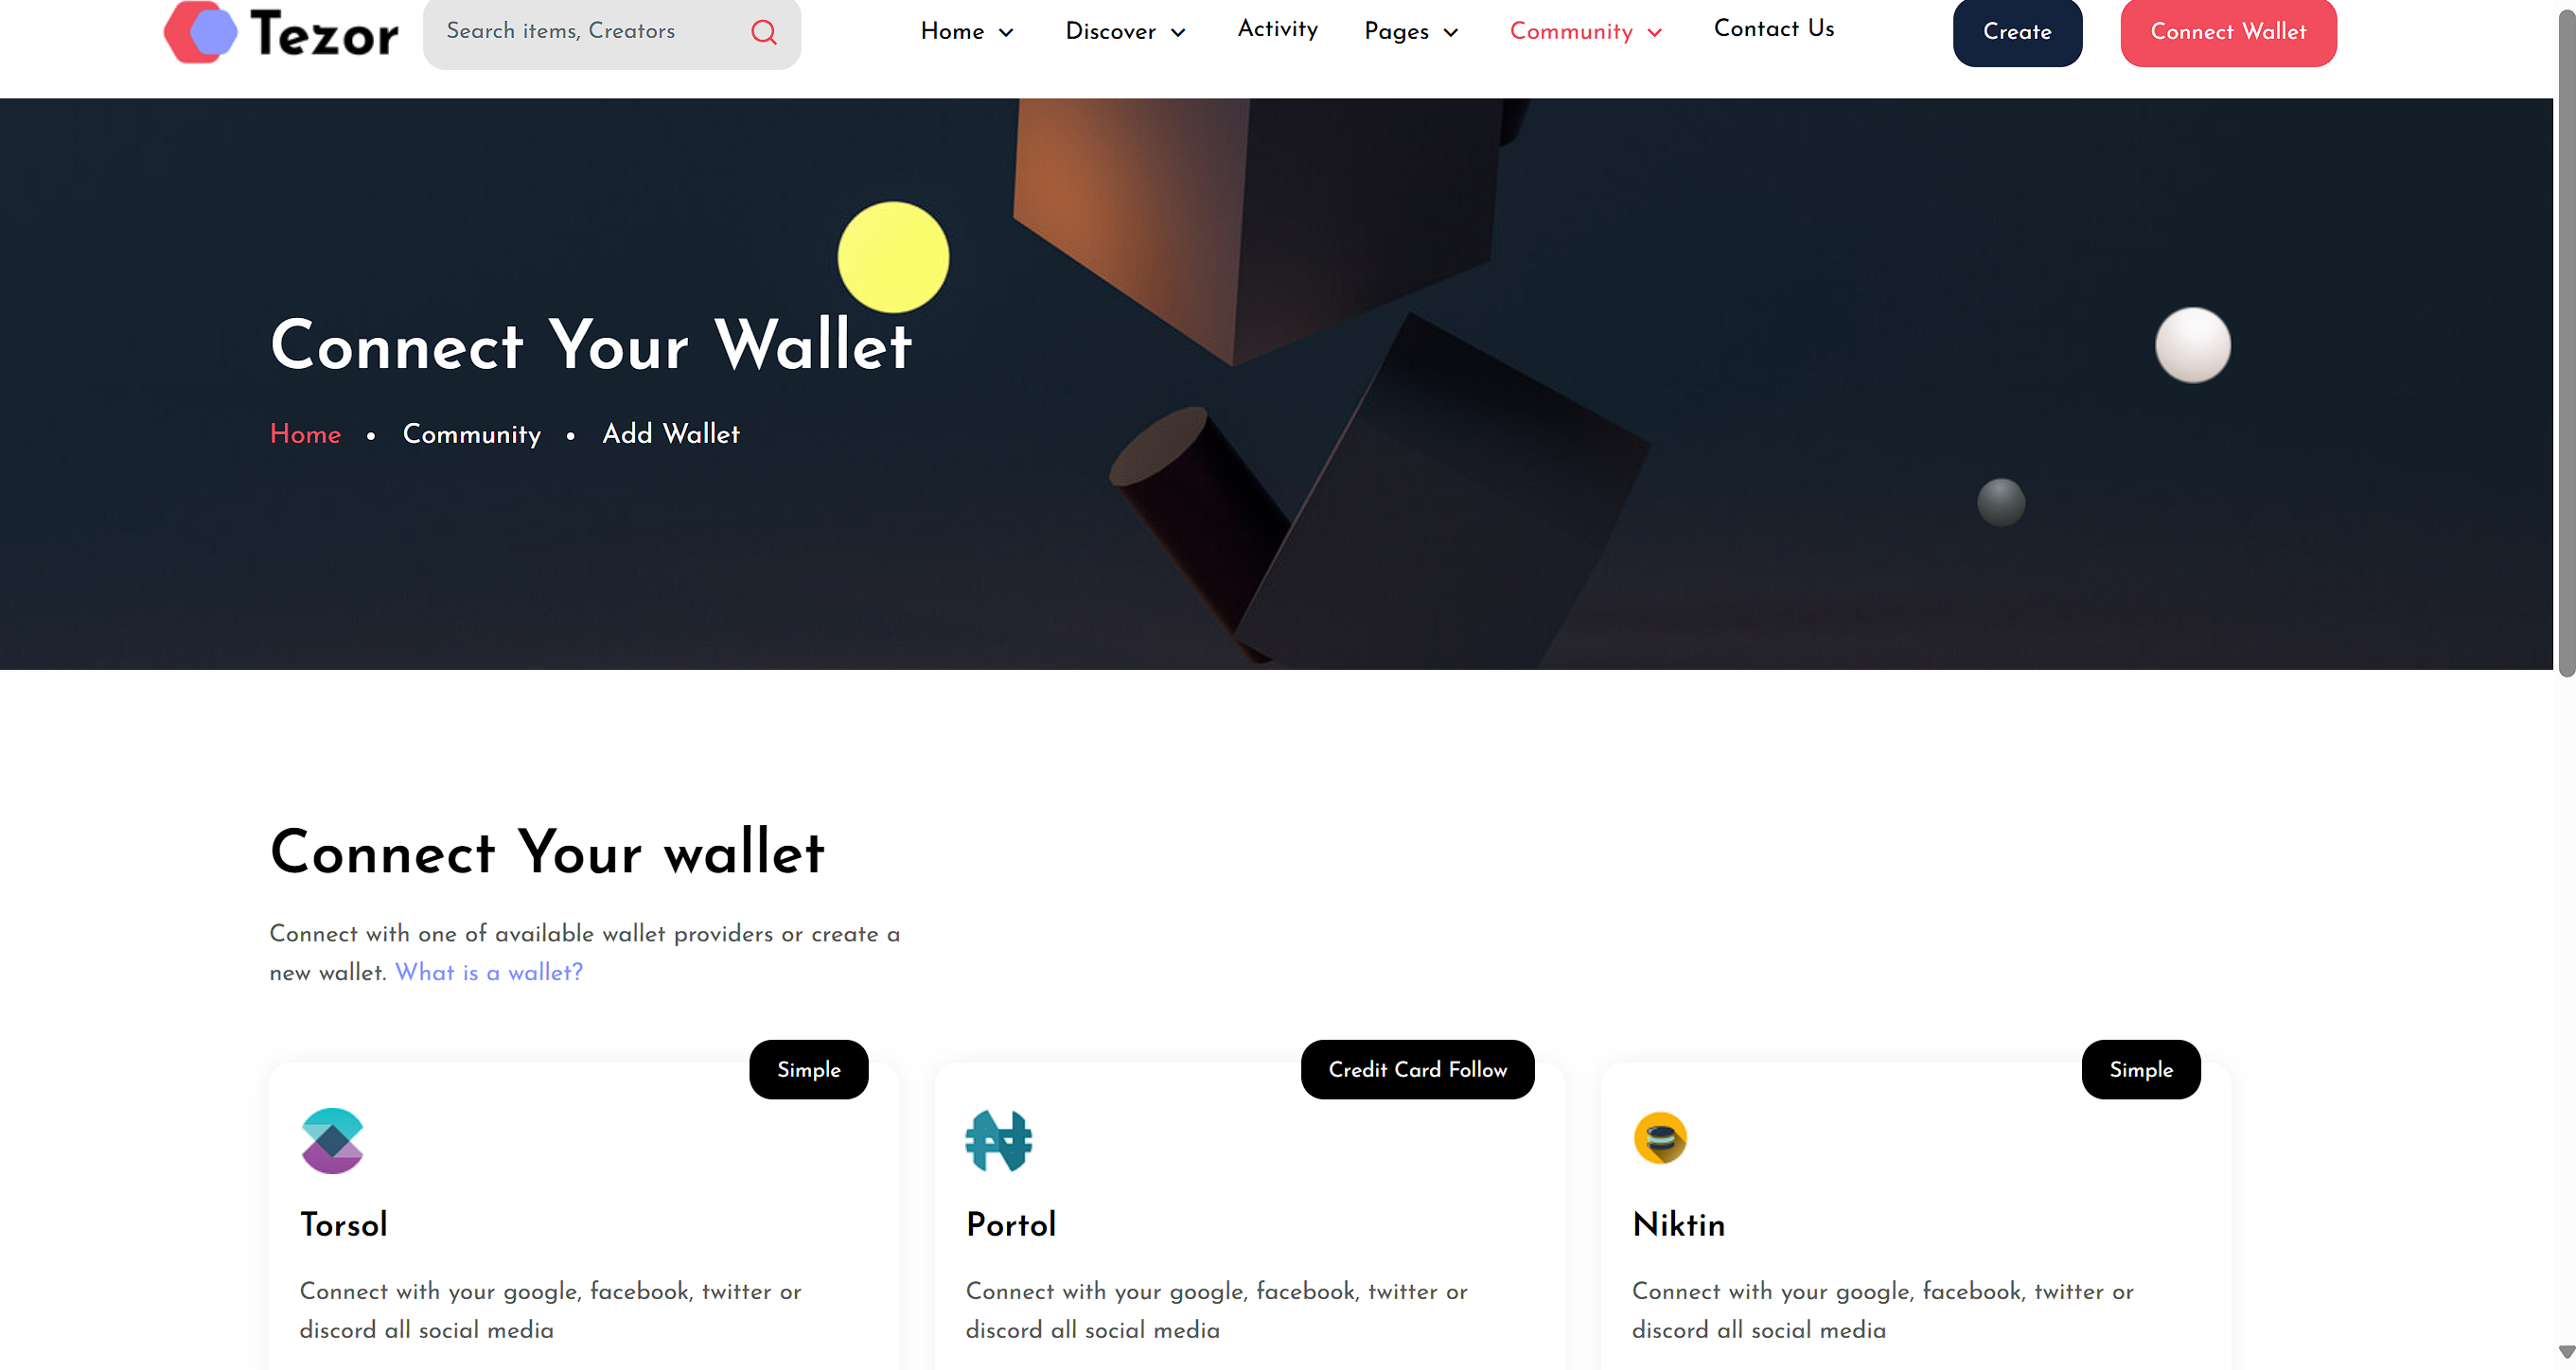 Tezor
Search items, Creators
Home
Discover
Activity
Pages
Community
Contact Us
Create
Connect Wallet
Connect Your Wallet
Home • Community • Add Wallet
Connect Your wallet
Connect with one of available wallet providers or create a
new wallet. What is a wallet?
Simple
Torsol
Connect with your google, facebook, twitter or
discord all social media
Credit Card Follow
Portol
Connect with your google, facebook, twitter or
discord all social media
Simple
Niktin
Connect with your google, facebook, twitter or
discord all social media